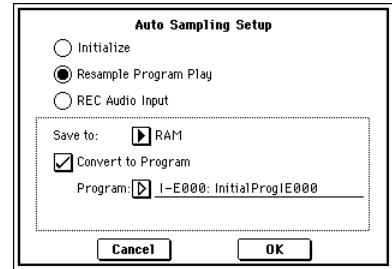 Auto Sampling Setup
Initialize
Resample Program Play
REC Audio Input
Save to: RAM
Convert to Program
Program: I-E000: InitialProgIE000
Cancel OK